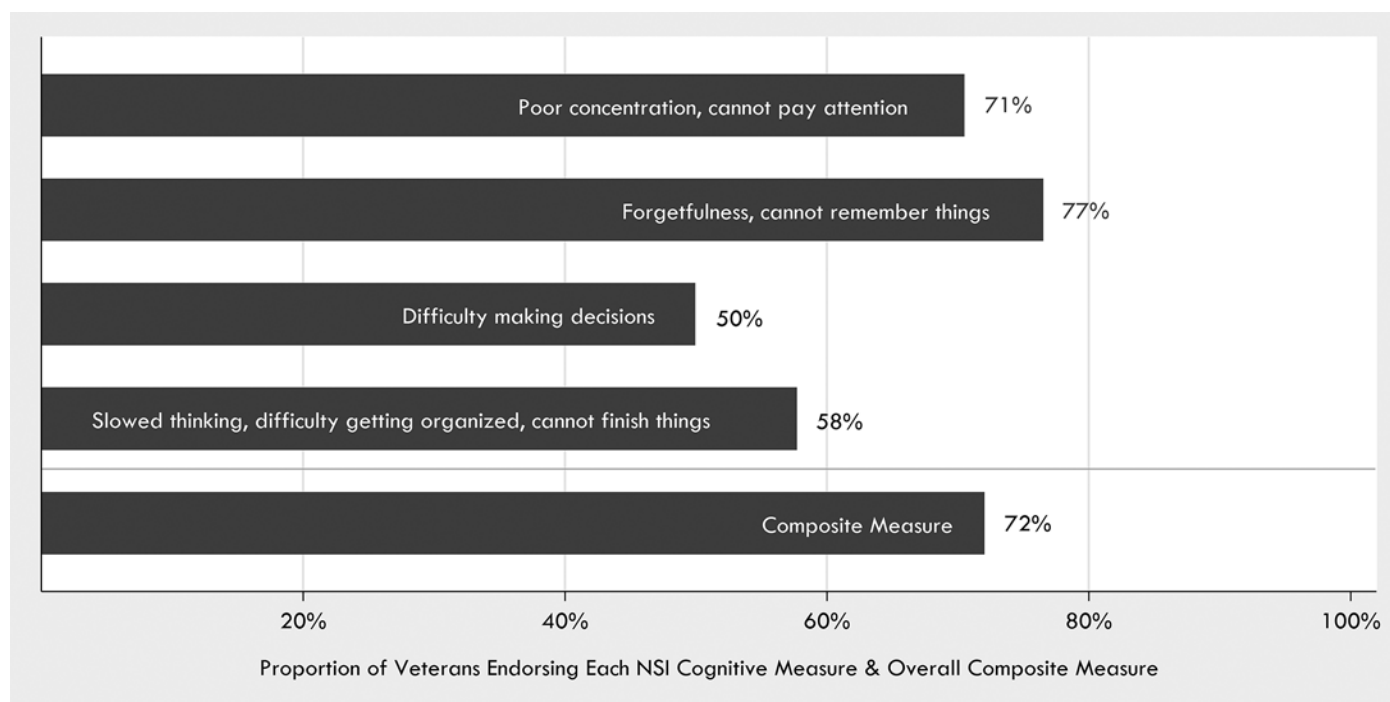 Poor concentration, cannot pay attention 71%
Forgetfulness, cannot remember things 77%
Difficulty making decisions 50%
Slowed thinking, difficulty getting organized, cannot finish things 58%
Composite Measure 72%
20% 40% 60% 80% 100%
Proportion of Veterans Endorsing Each NSI Cognitive Measure & Overall Composite Measure